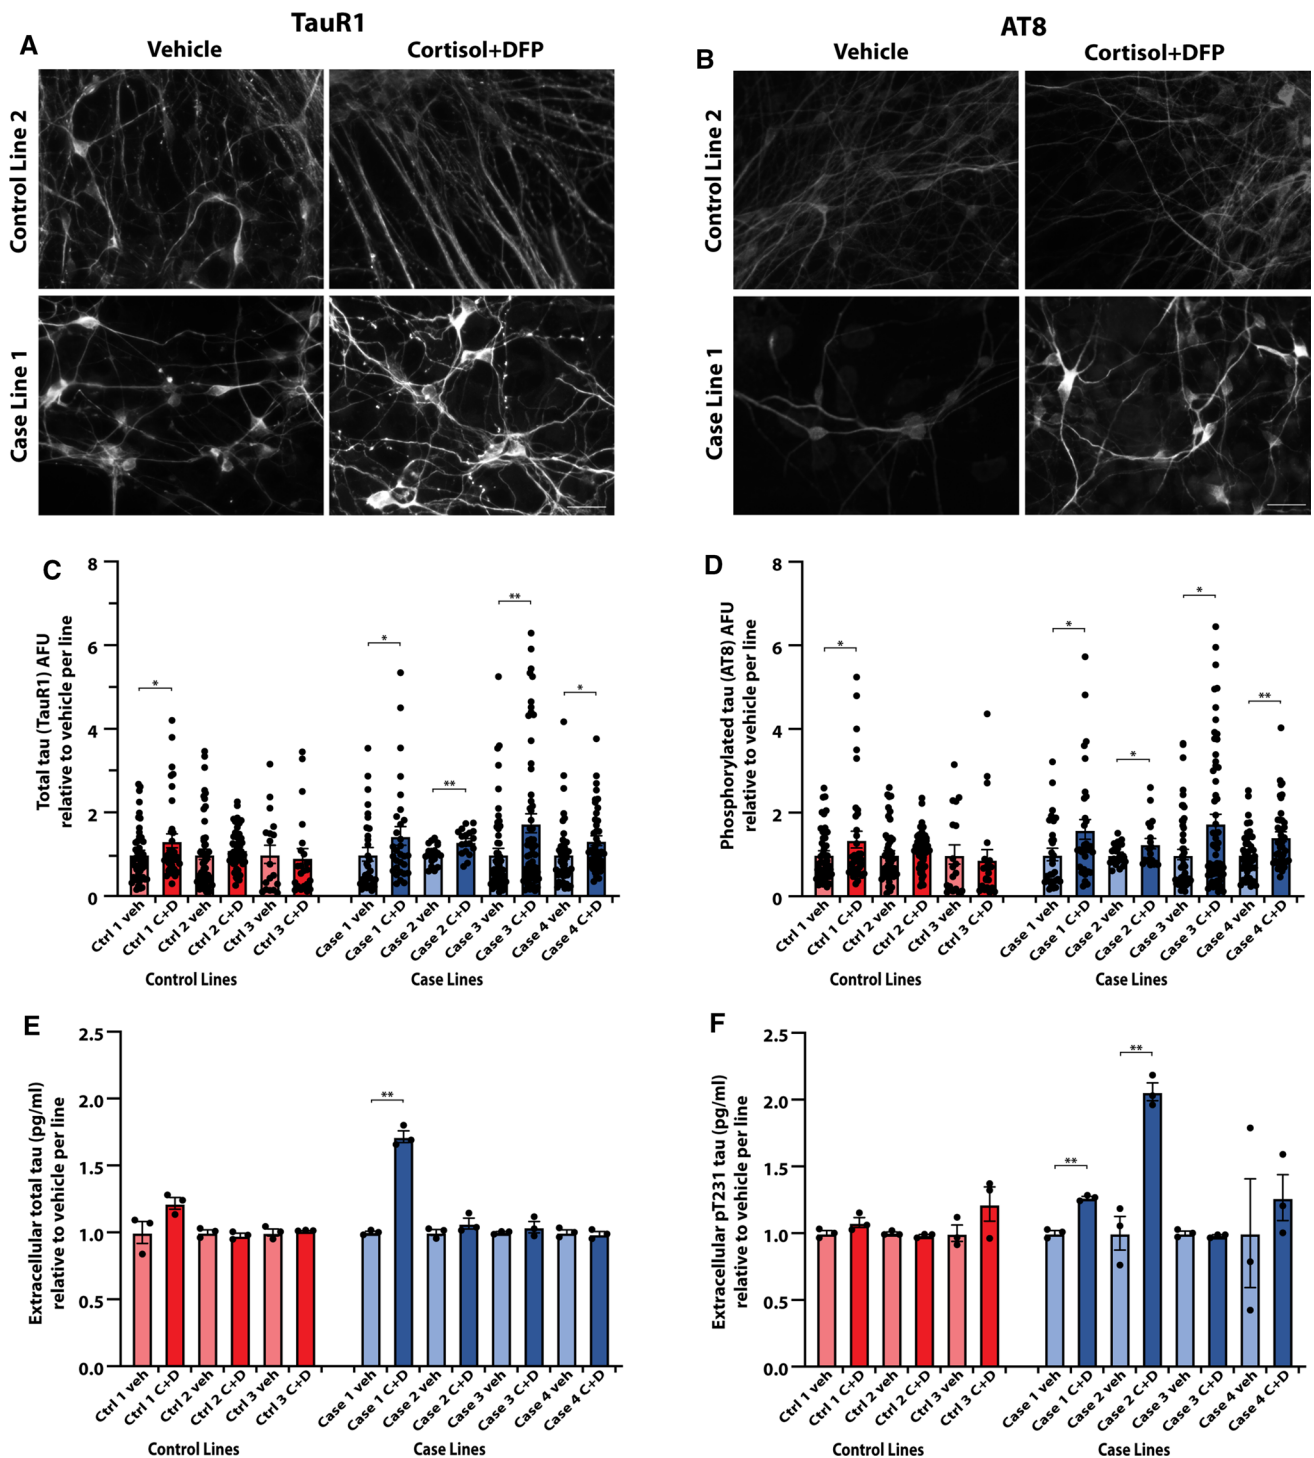 TauR1
A
Vehicle
Cortisol+DFP
Control Line 2
Case Line 1
AT8
B
Vehicle
Cortisol+DFP
Control Line 2
Case Line 1
C
Total tau (TauR1) AFU
relative to vehicle per line
8
6
4
2
0
*
*
**
**
*
Ctrl 1 veh
Ctrl 1 C+D
Ctrl 2 veh
Ctrl 2 C+D
Ctrl 3 veh
Ctrl 3 C+D
Case 1 veh
Case 1 C+D
Case 2 veh
Case 2 C+D
Case 3 veh
Case 3 C+D
Case 4 veh
Case 4 C+D
Control Lines
Case Lines
D
Phosphorylated tau (AT8) AFU
relative to vehicle per line
8
6
4
2
0
*
*
*
*
**
Ctrl 1 veh
Ctrl 1 C+D
Ctrl 2 veh
Ctrl 2 C+D
Ctrl 3 veh
Ctrl 3 C+D
Case 1 veh
Case 1 C+D
Case 2 veh
Case 2 C+D
Case 3 veh
Case 3 C+D
Case 4 veh
Case 4 C+D
Control Lines
Case Lines
E
Extracellular total tau (pg/ml)
relative to vehicle per line
2.5
2.0
1.5
1.0
0.5
0.0
**
Ctrl 1 veh
Ctrl 1 C+D
Ctrl 2 veh
Ctrl 2 C+D
Ctrl 3 veh
Ctrl 3 C+D
Case 1 veh
Case 1 C+D
Case 2 veh
Case 2 C+D
Case 3 veh
Case 3 C+D
Case 4 veh
Case 4 C+D
Control Lines
Case Lines
F
Extracellular pT231 tau (pg/ml)
relative to vehicle per line
2.5
2.0
1.5
1.0
0.5
0.0
**
**
Ctrl 1 veh
Ctrl 1 C+D
Ctrl 2 veh
Ctrl 2 C+D
Ctrl 3 veh
Ctrl 3 C+D
Case 1 veh
Case 1 C+D
Case 2 veh
Case 2 C+D
Case 3 veh
Case 3 C+D
Case 4 veh
Case 4 C+D
Control Lines
Case Lines